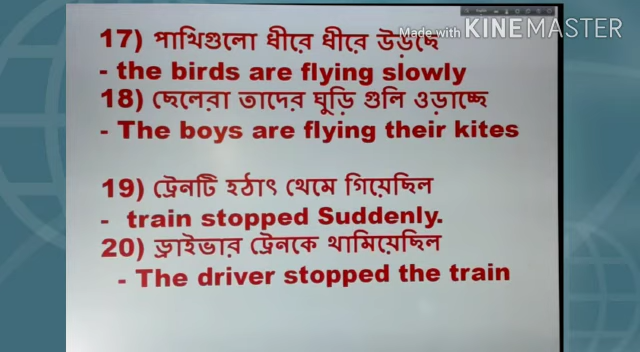 Made with KINEMASTER
17) পাখিগুলো ধীরে ধীরে উড়ছে
- the birds are flying slowly
18) ছেলেরা তাদের ঘুড়ি গুলি ওড়াচ্ছে
- The boys are flying their kites
19) ট্রেনটি হঠাৎ থেমে গিয়েছিল
- train stopped Suddenly.
20) ড্রাইভার ট্রেনকে থামিয়েছিল
- The driver stopped the train